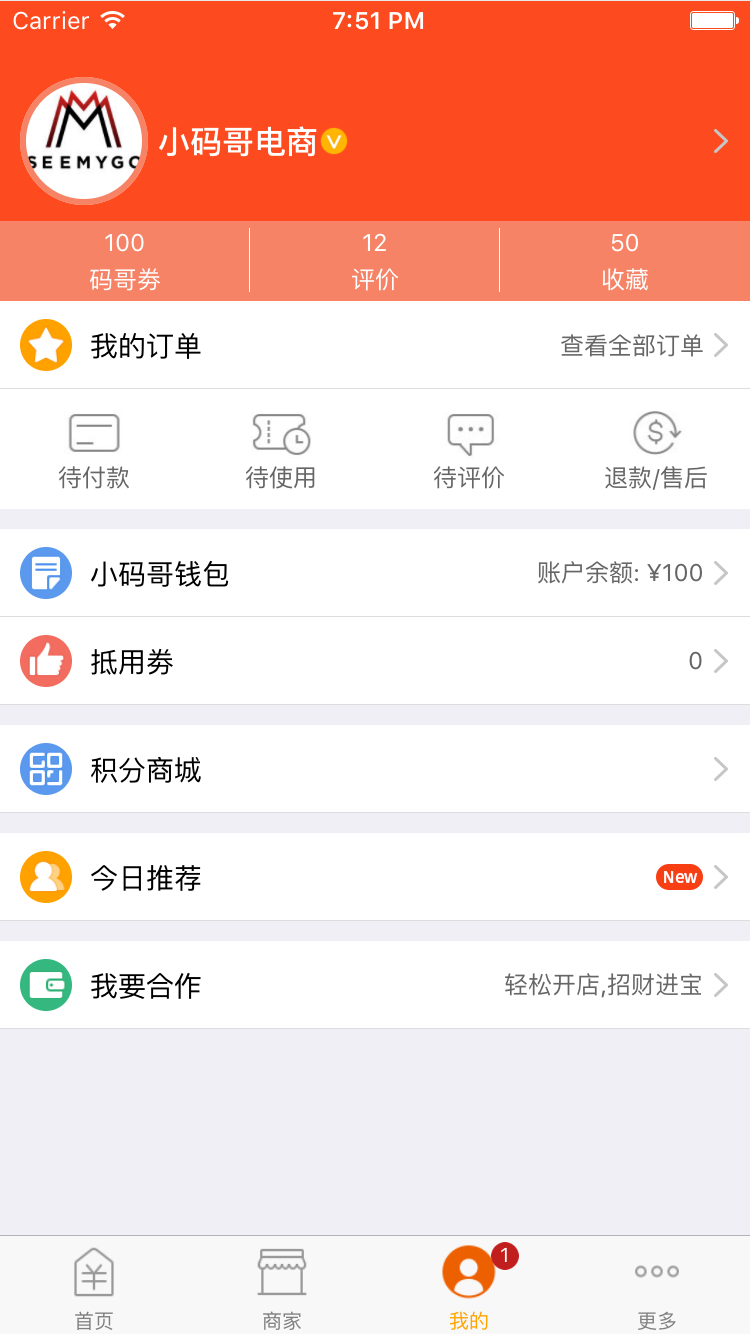 Carrier 7:51 PM
SEEMYGO
小码哥电商 V
100 12 50
码哥券 评价 收藏
我的订单 查看全部订单
待付款 待使用 待评价 退款/售后
小码哥钱包 账户余额: ¥100
抵用券 0
积分商城
今日推荐 New
我要合作 轻松开店,招财进宝
1
首页 商家 我的 更多